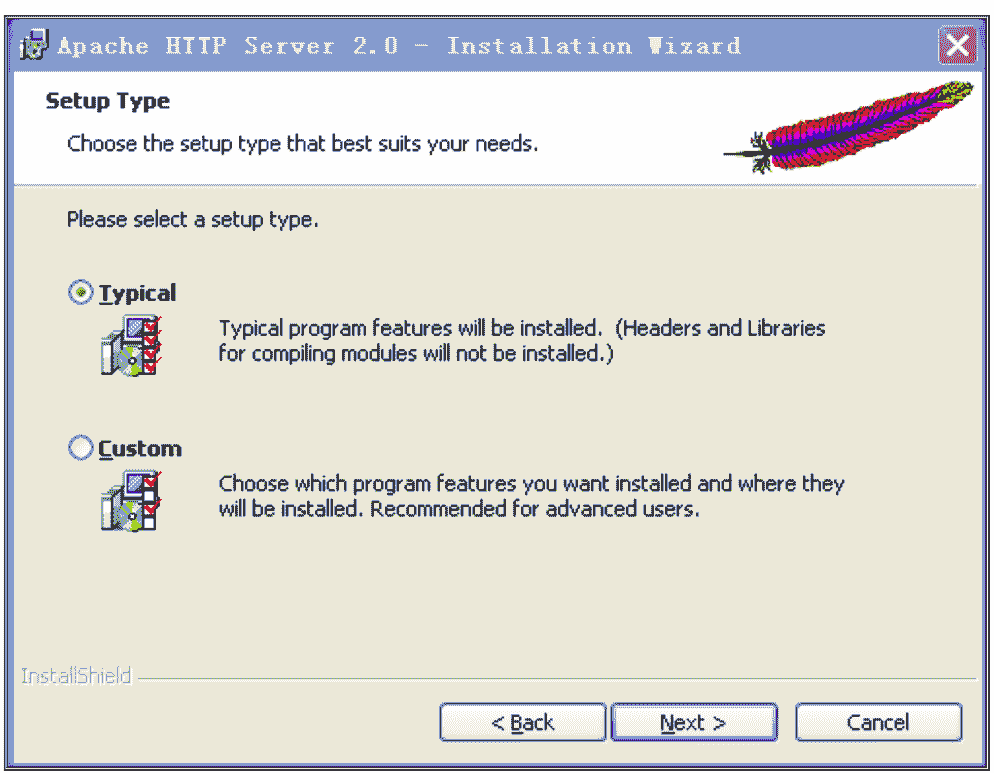 Apache HTTP Server 2.0 - Installation Wizard
Setup Type
Choose the setup type that best suits your needs.
Please select a setup type.
Typical
Typical program features will be installed. (Headers and Libraries
for compiling modules will not be installed.)
Custom
Choose which program features you want installed and where they
will be installed. Recommended for advanced users.
InstallShield
< Back
Next >
Cancel